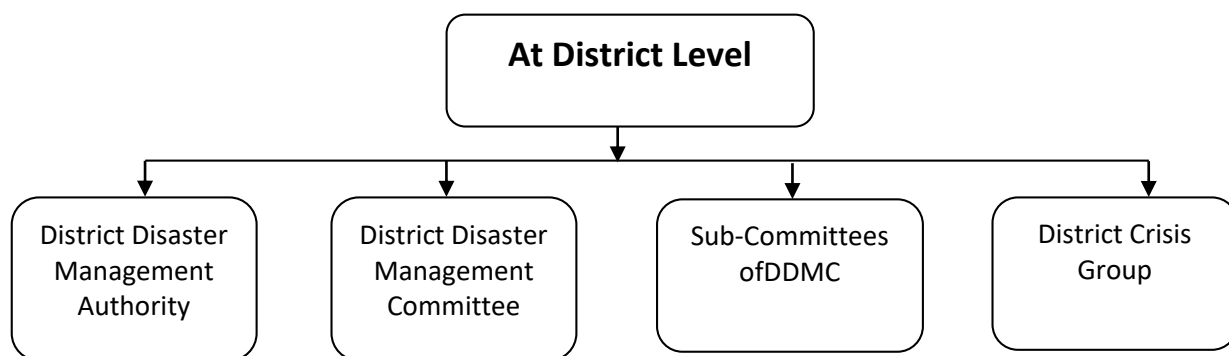 At District Level
District Disaster
Management
Authority
District Disaster
Management
Committee
Sub-Committees
ofDDMC
District Crisis
Group